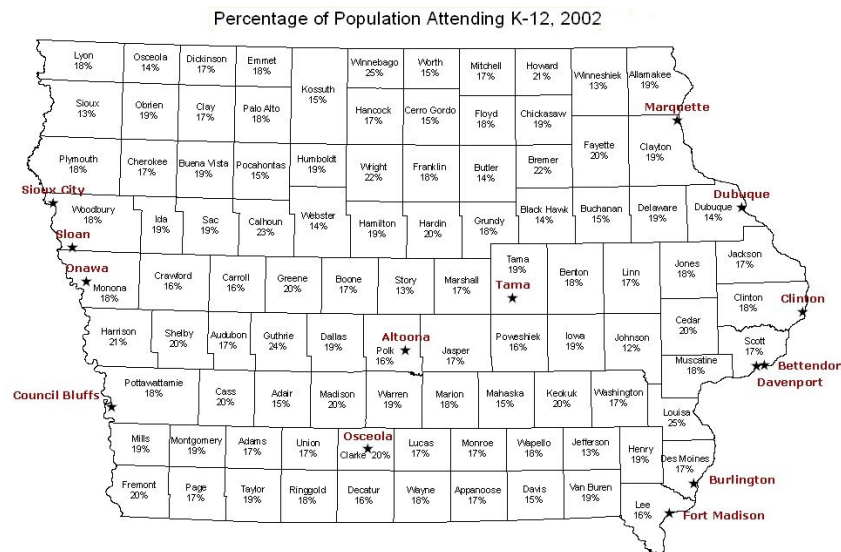 Percentage of Population Attending K-12, 2002
Lyon
18%
Osceola
14%
Dickinson
17%
Emmet
18%
Kossuth
15%
Winnebago
25%
Worth
15%
Mitchell
17%
Howard
21%
Winneshiek
13%
Allamakee
19%
Sioux
13%
Obrien
19%
Clay
17%
Palo Alto
18%
Hancock
17%
Cerro Gordo
15%
Floyd
18%
Chickasaw
19%
Marquette
Fayette
20%
Clayton
19%
Plymouth
18%
Cherokee
17%
Buena Vista
19%
Pocahontas
15%
Humboldt
19%
Wright
22%
Franklin
18%
Butler
14%
Bremer
22%
Sioux City
Woodbury
18%
Ida
19%
Sac
19%
Calhoun
23%
Webster
14%
Hamilton
19%
Hardin
20%
Grundy
18%
Black Hawk
14%
Buchanan
15%
Delaware
19%
Dubuque
Dubuque
14%
Sloan
Onawa
Monona
18%
Crawford
16%
Carroll
16%
Greene
20%
Boone
17%
Story
13%
Marshall
17%
Tama
19%
Tama
Benton
18%
Linn
17%
Jones
18%
Jackson
17%
Clinton
18%
Clinton
Harrison
21%
Shelby
20%
Audubon
17%
Guthrie
24%
Dallas
19%
Altoona
Polk
16%
Jasper
17%
Poweshiek
16%
Iowa
19%
Johnson
12%
Cedar
20%
Scott
17%
Muscatine
18%
Bettendorf
Davenport
Council Bluffs
Pottawattamie
18%
Cass
20%
Adair
15%
Madison
20%
Warren
19%
Marion
18%
Mahaska
15%
Keokuk
20%
Washington
17%
Louisa
25%
Mills
19%
Montgomery
19%
Adams
17%
Union
17%
Osceola
Clarke 20%
Lucas
17%
Monroe
17%
Wapello
18%
Jefferson
13%
Henry
19%
Des Moines
17%
Burlington
Fremont
20%
Page
17%
Taylor
19%
Ringgold
18%
Decatur
16%
Wayne
18%
Appanoose
17%
Davis
15%
Van Buren
19%
Lee
16%
Fort Madison